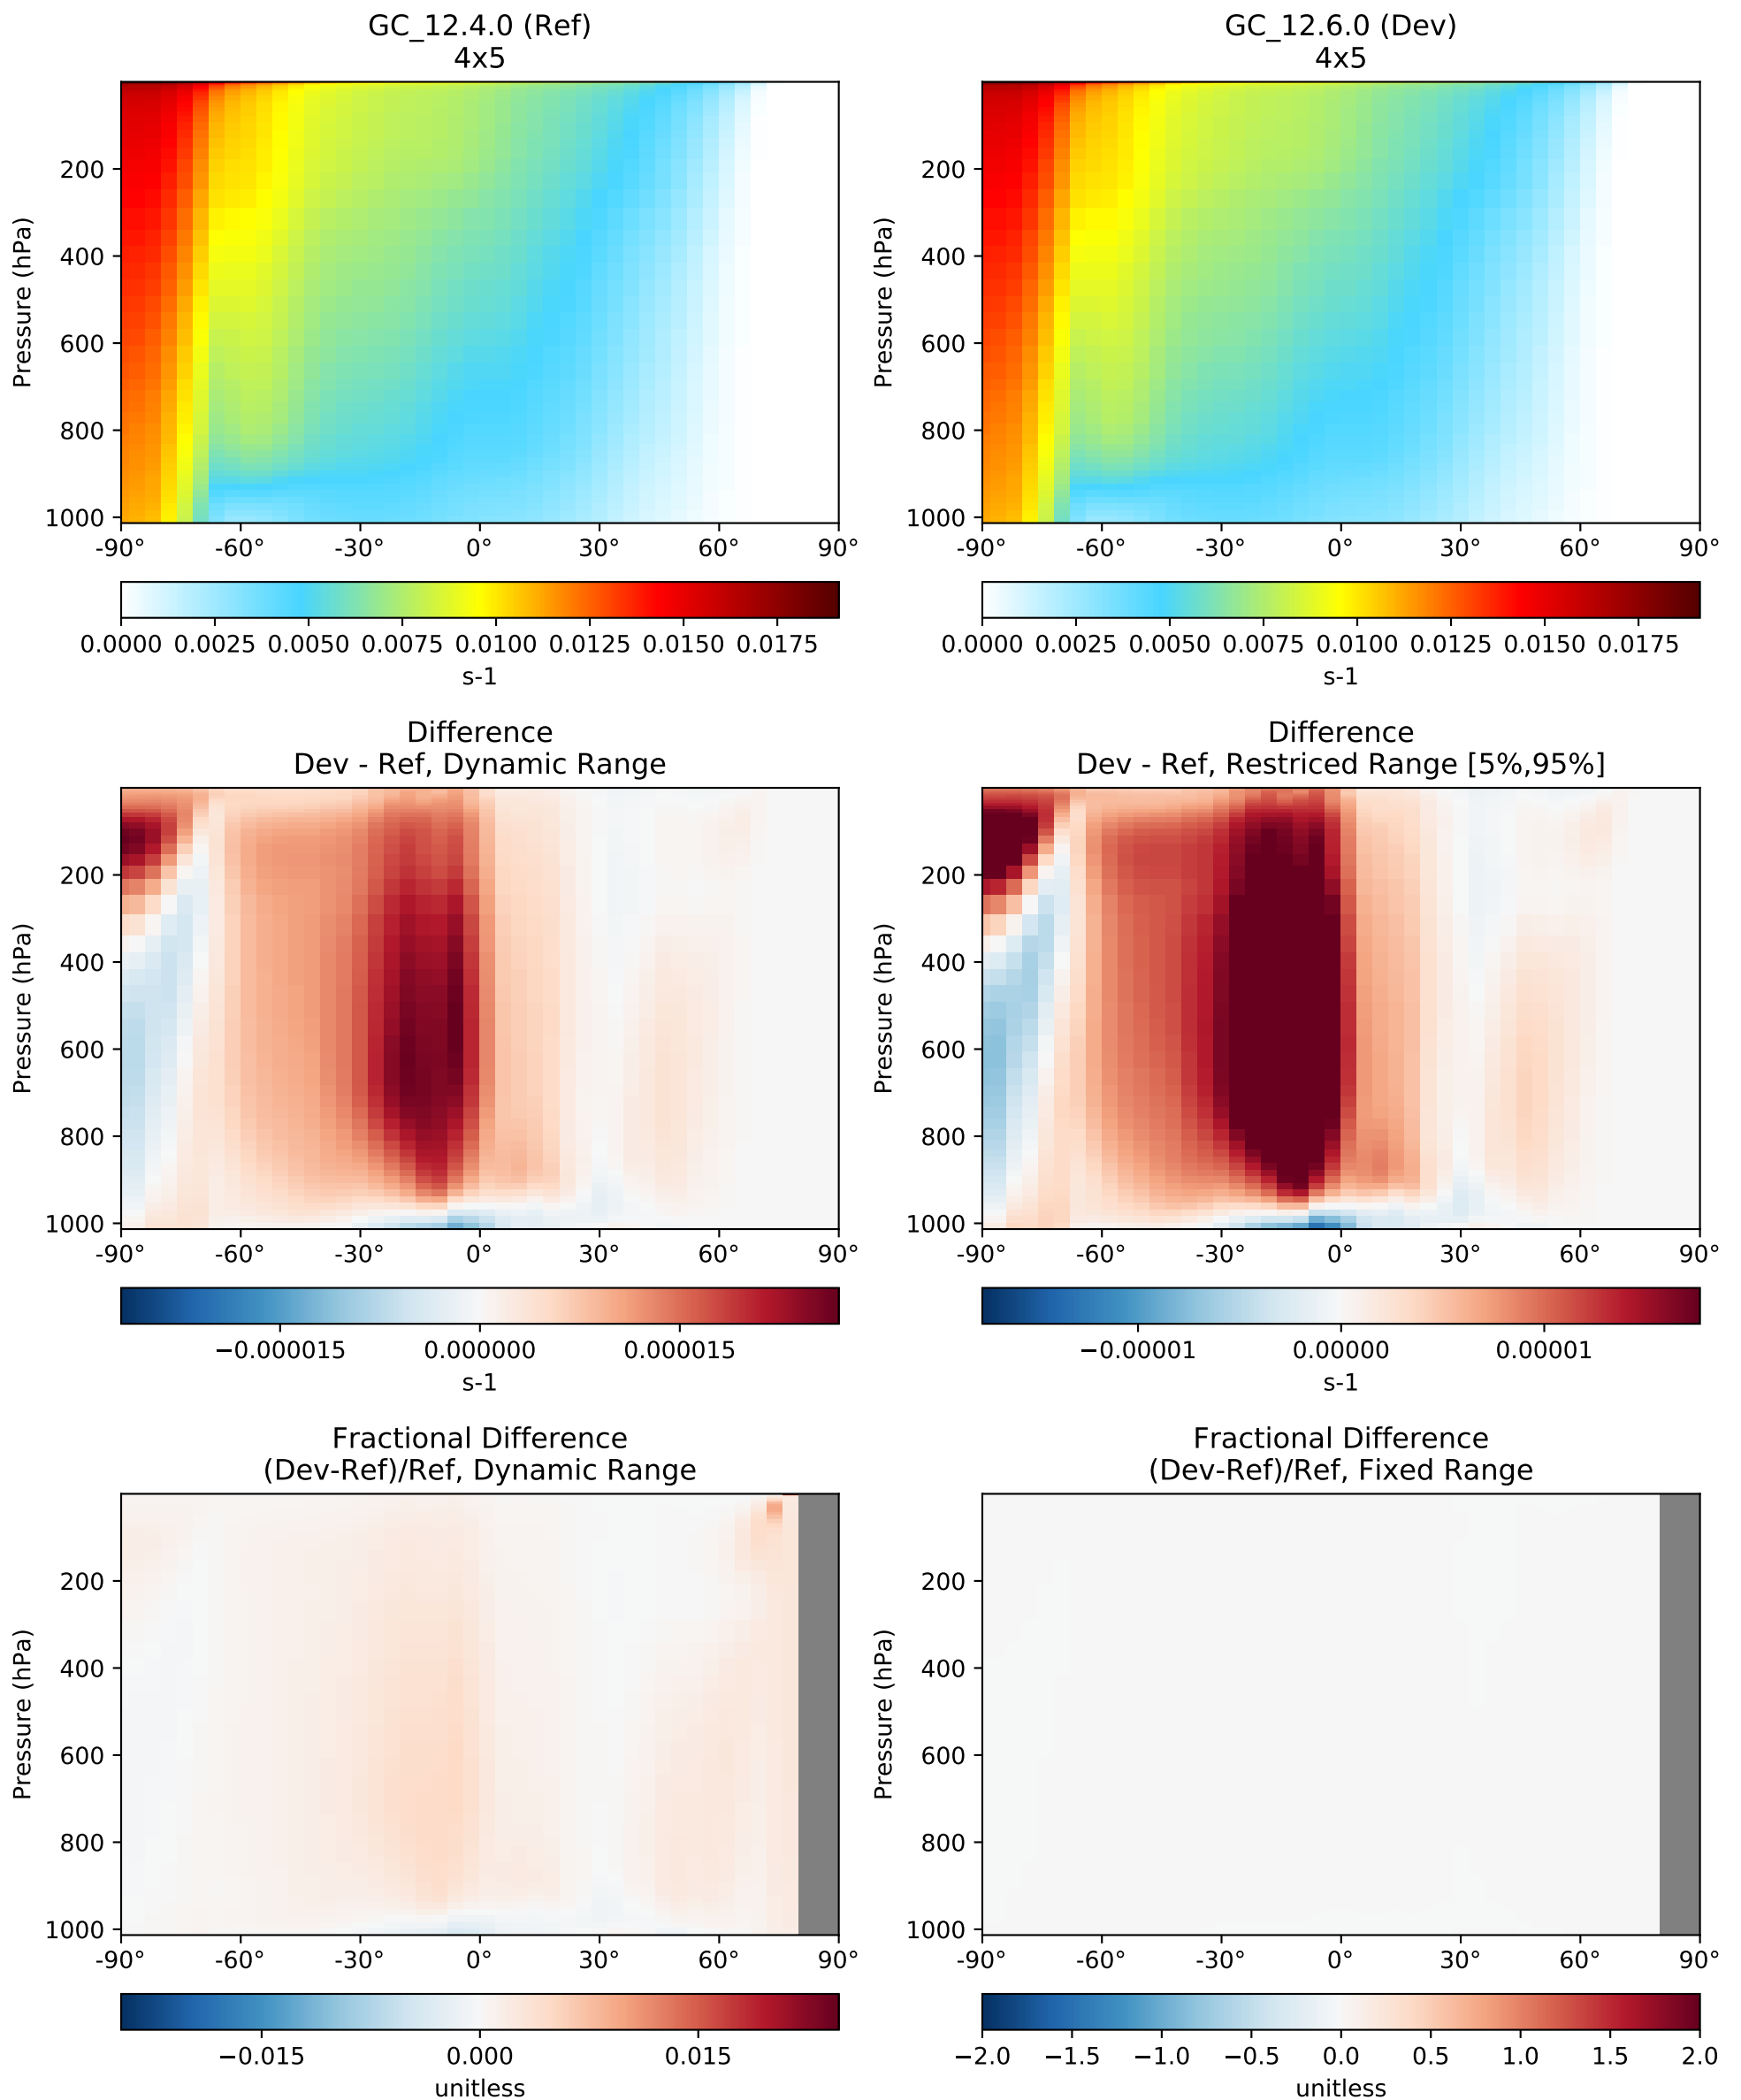 GC_12.4.0 (Ref)
4x5
Pressure (hPa)
200
400
600
800
1000
-90° -60° -30° 0° 30° 60° 90°
0.0000 0.0025 0.0050 0.0075 0.0100 0.0125 0.0150 0.0175
s-1
GC_12.6.0 (Dev)
4x5
Pressure (hPa)
200
400
600
800
1000
-90° -60° -30° 0° 30° 60° 90°
0.0000 0.0025 0.0050 0.0075 0.0100 0.0125 0.0150 0.0175
s-1
Difference
Dev - Ref, Dynamic Range
Pressure (hPa)
200
400
600
800
1000
-90° -60° -30° 0° 30° 60° 90°
−0.000015 0.000000 0.000015
s-1
Difference
Dev - Ref, Restriced Range [5%,95%]
Pressure (hPa)
200
400
600
800
1000
-90° -60° -30° 0° 30° 60° 90°
−0.00001 0.00000 0.00001
s-1
Fractional Difference
(Dev-Ref)/Ref, Dynamic Range
Pressure (hPa)
200
400
600
800
1000
-90° -60° -30° 0° 30° 60° 90°
−0.015 0.000 0.015
unitless
Fractional Difference
(Dev-Ref)/Ref, Fixed Range
Pressure (hPa)
200
400
600
800
1000
-90° -60° -30° 0° 30° 60° 90°
−2.0 −1.5 −1.0 −0.5 0.0 0.5 1.0 1.5 2.0
unitless